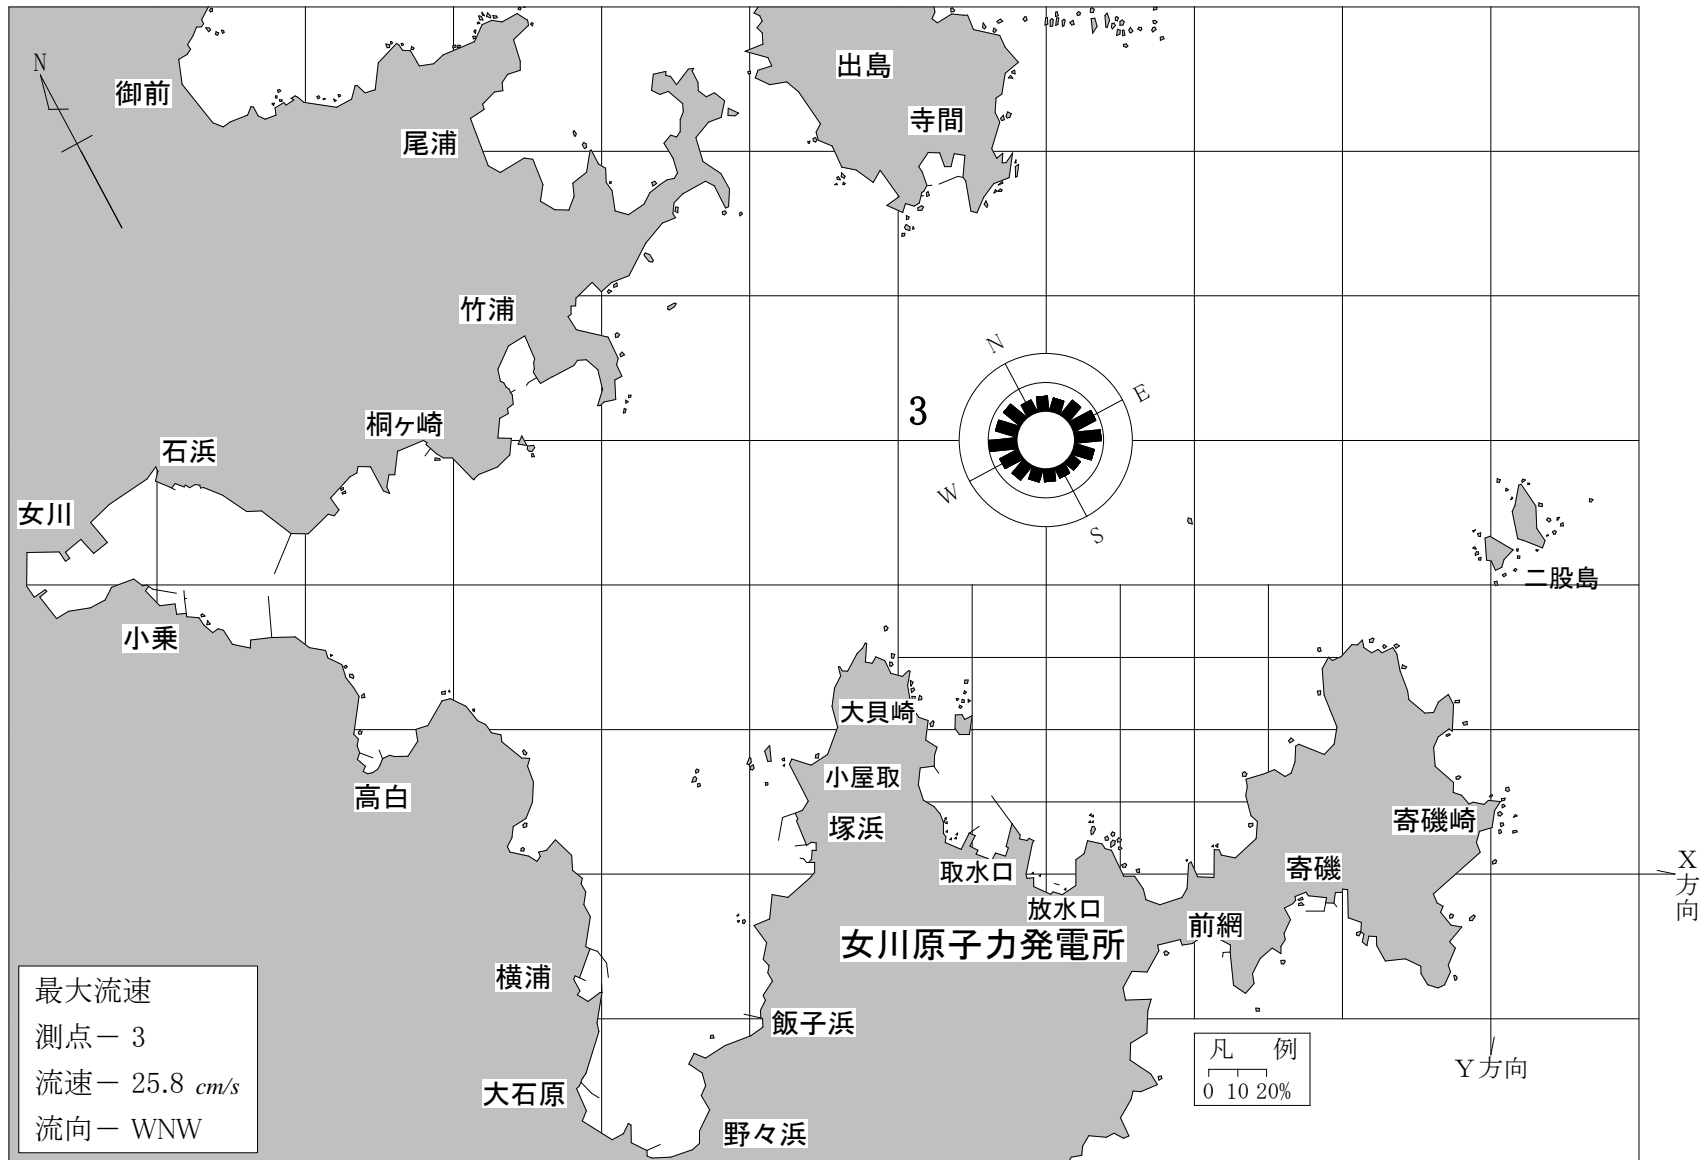 出島
N
御前
寺間
尾浦
竹浦
N
E
3
桐ヶ崎
石浜
W
女川
S
二股島
小乗
大貝崎
小屋取
高白
塚浜
寄磯崎
取水口
寄磯
X方向
放水口
前網
女川原子力発電所
横浦
飯子浜
大石原
野々浜
Y方向
凡 例
0 10 20%
最大流速
測点－ 3
流速－ 25.8 cm/s
流向－ WNW